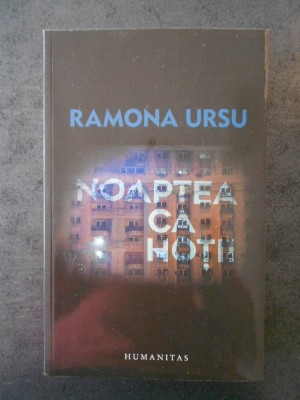 RAMONA URSU
NOAPTEA
CA
HOȚII
HUMANITAS